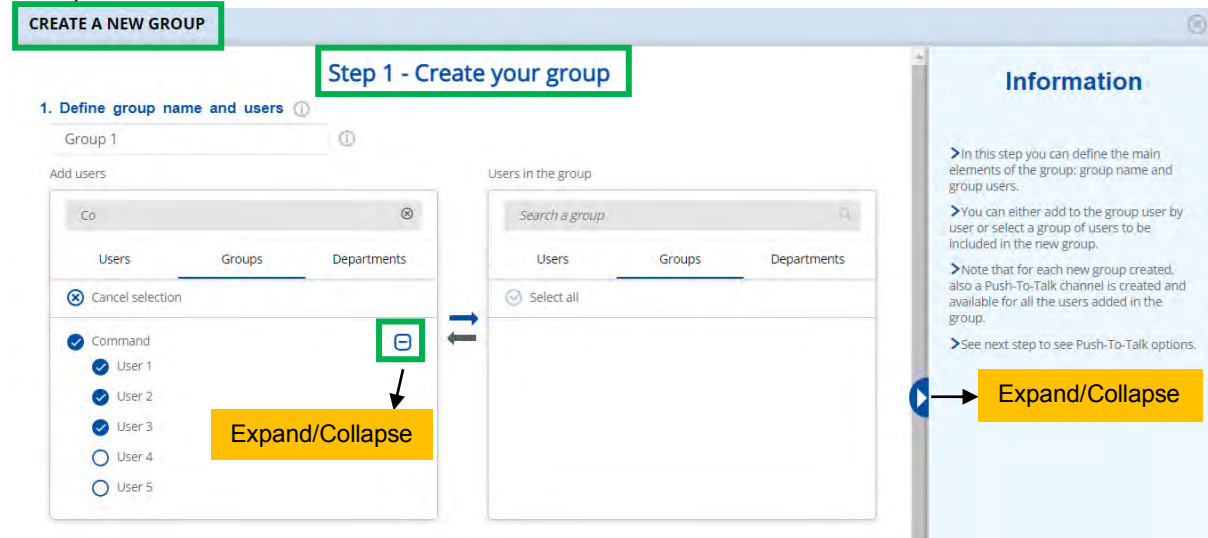 CREATE A NEW GROUP
Step 1 - Create your group
1. Define group name and users
Group 1
Add users
Users in the group
Co
Search a group
Users Groups Departments
Users Groups Departments
Cancel selection
Select all
Command
User 1
User 2
User 3
User 4
User 5
Expand/Collapse
Information
In this step you can define the main
elements of the group: group name and
group users.
You can either add to the group user by
user or select a group of users to be
included in the new group.
Note that for each new group created,
also a Push-To-Talk channel is created and
available for all the users added in the
group.
See next step to see Push-To-Talk options.
Expand/Collapse